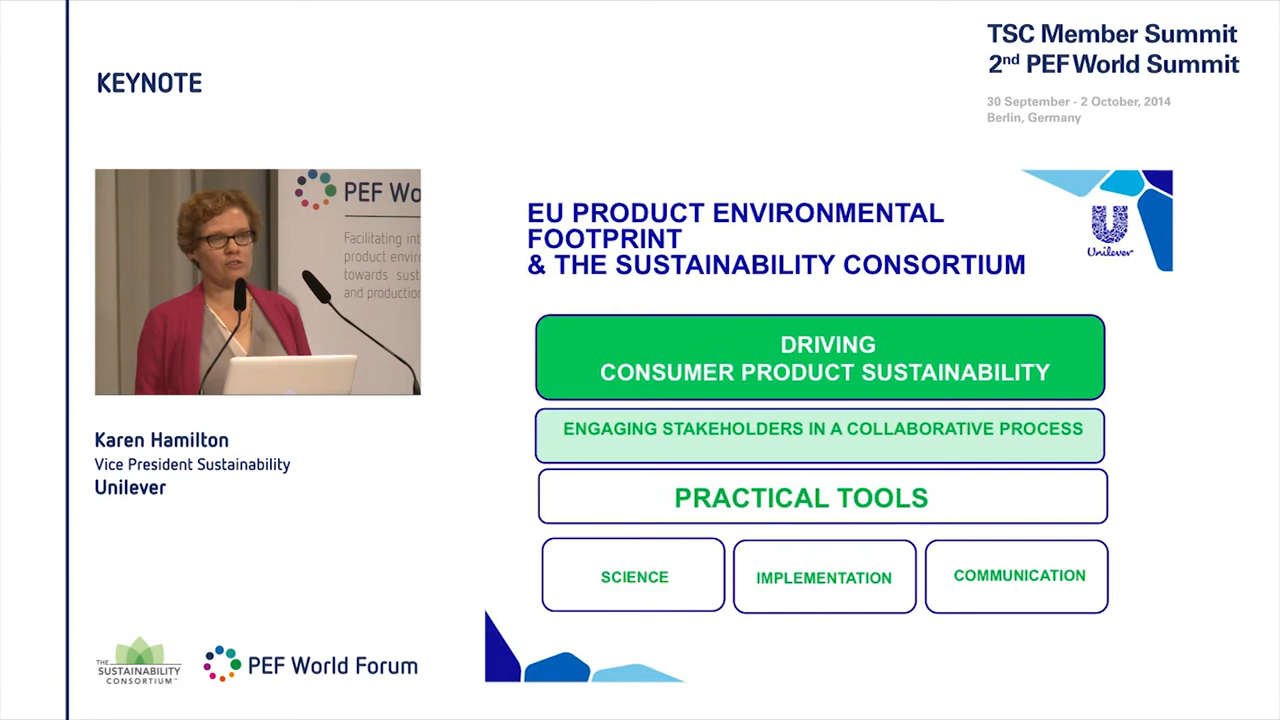 TSC Member Summit
2nd PEF World Summit
30 September - 2 October, 2014
Berlin, Germany
KEYNOTE
PEF Wo
Facilitating int
product enviro
towards sust
and production
Karen Hamilton
Vice President Sustainability
Unilever
EU PRODUCT ENVIRONMENTAL
FOOTPRINT
& THE SUSTAINABILITY CONSORTIUM
Unilever
DRIVING
CONSUMER PRODUCT SUSTAINABILITY
ENGAGING STAKEHOLDERS IN A COLLABORATIVE PROCESS
PRACTICAL TOOLS
SCIENCE
IMPLEMENTATION
COMMUNICATION
THE
SUSTAINABILITY
CONSORTIUM™
PEF World Forum